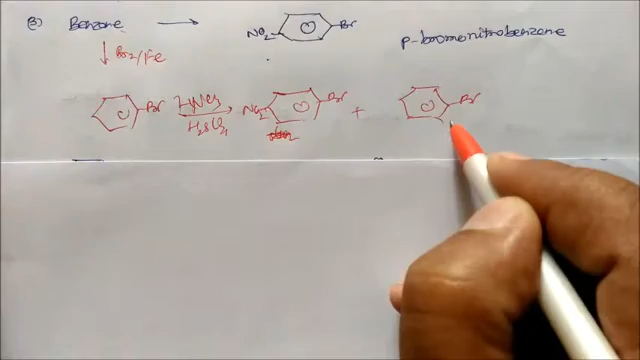 (3) Benzene → NO2 Br
p-bromonitrobenzene
↓ Br2/Fe
Br HNO3 NO2 Br + Br
H2SO4